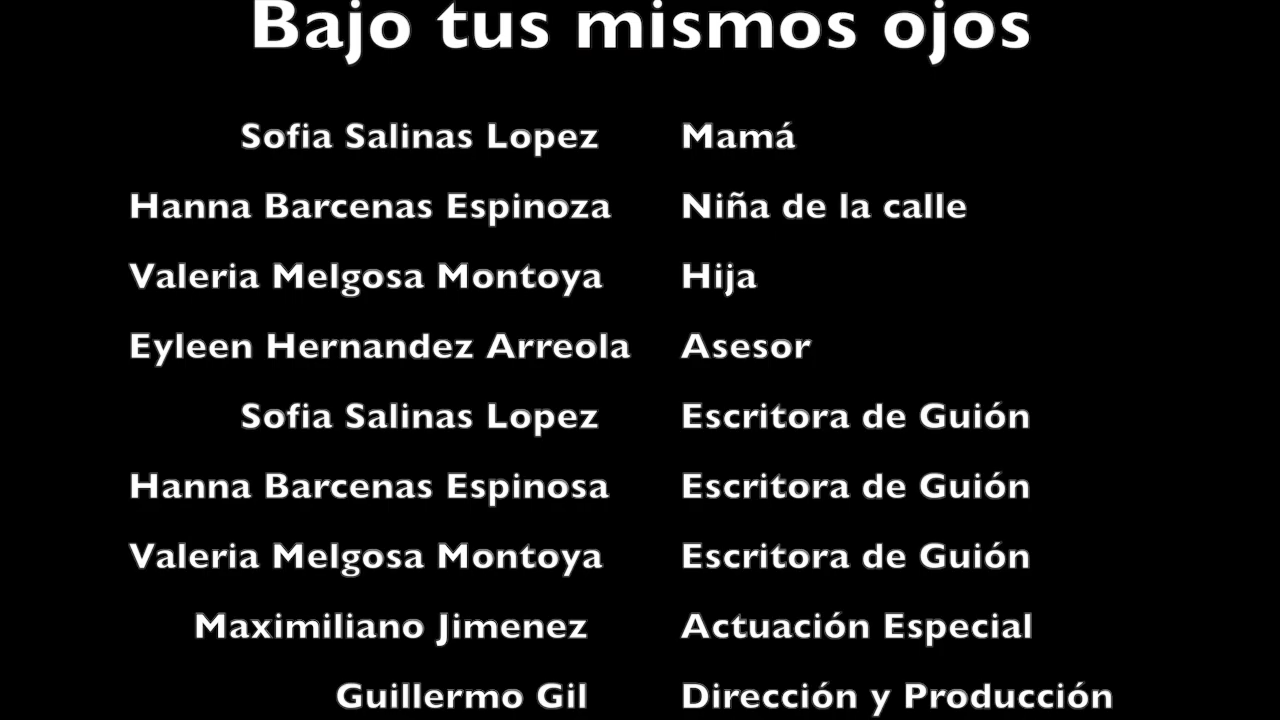 Bajo tus mismos ojos
Sofia Salinas Lopez Mamá
Hanna Barcenas Espinoza Niña de la calle
Valeria Melgosa Montoya Hija
Eyleen Hernandez Arreola Asesor
Sofia Salinas Lopez Escritora de Guión
Hanna Barcenas Espinosa Escritora de Guión
Valeria Melgosa Montoya Escritora de Guión
Maximiliano Jimenez Actuación Especial
Guillermo Gil Dirección y Producción